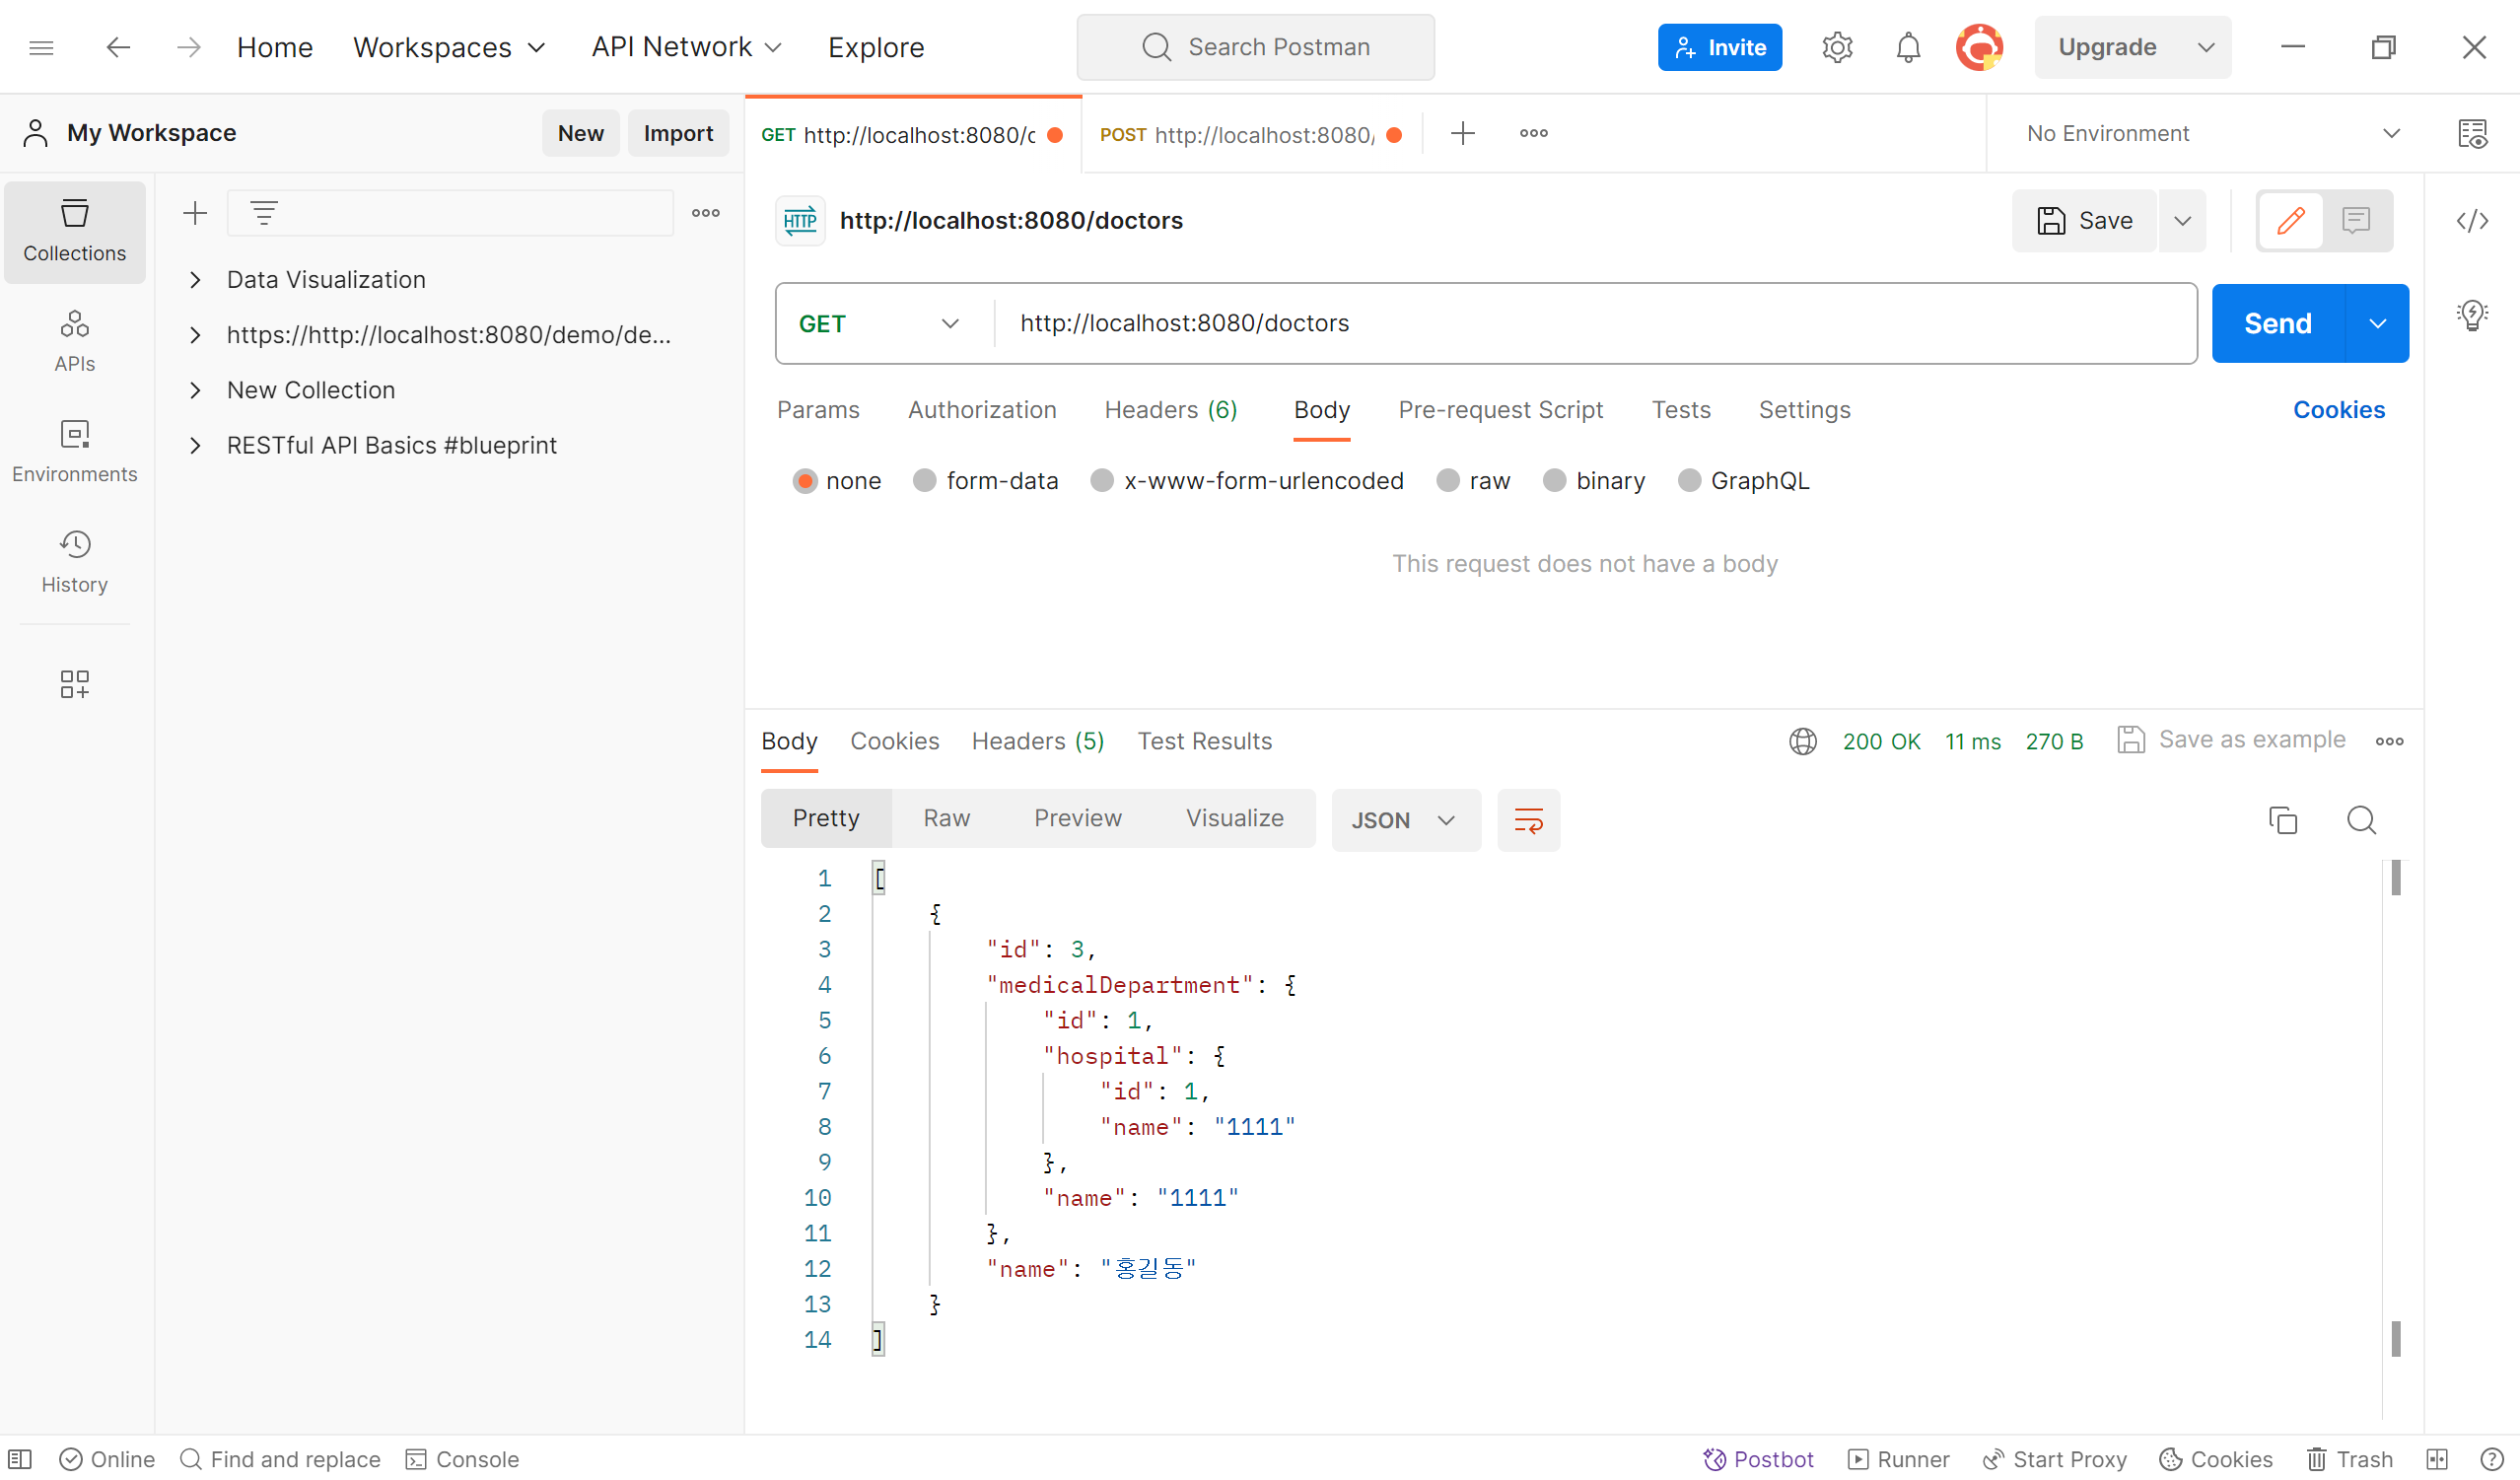 Home Workspaces API Network Explore Search Postman Invite Upgrade
My Workspace New Import
GET http://localhost:8080/c POST http://localhost:8080/ No Environment
Collections
APIs
Environments
History
Data Visualization
https://http://localhost:8080/demo/de...
New Collection
RESTful API Basics #blueprint
HTTP http://localhost:8080/doctors Save
GET http://localhost:8080/doctors Send
Params Authorization Headers (6) Body Pre-request Script Tests Settings Cookies
none form-data x-www-form-urlencoded raw binary GraphQL
This request does not have a body
Body Cookies Headers (5) Test Results 200 OK 11 ms 270 B Save as example
Pretty Raw Preview Visualize JSON
1 [
2 {
3 "id": 3,
4 "medicalDepartment": {
5 "id": 1,
6 "hospital": {
7 "id": 1,
8 "name": "1111"
9 },
10 "name": "1111"
11 },
12 "name": "홍길동"
13 }
14 ]
Online Find and replace Console Postbot Runner Start Proxy Cookies Trash